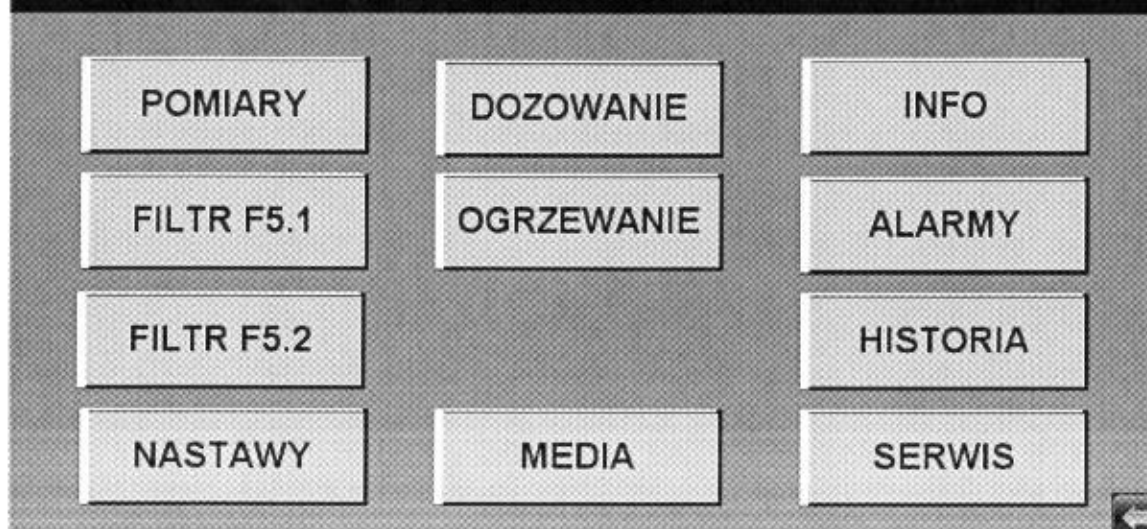 POMIARY
DOZOWANIE
INFO
FILTR F5.1
OGRZEWANIE
ALARMY
FILTR F5.2
HISTORIA
NASTAWY
MEDIA
SERWIS